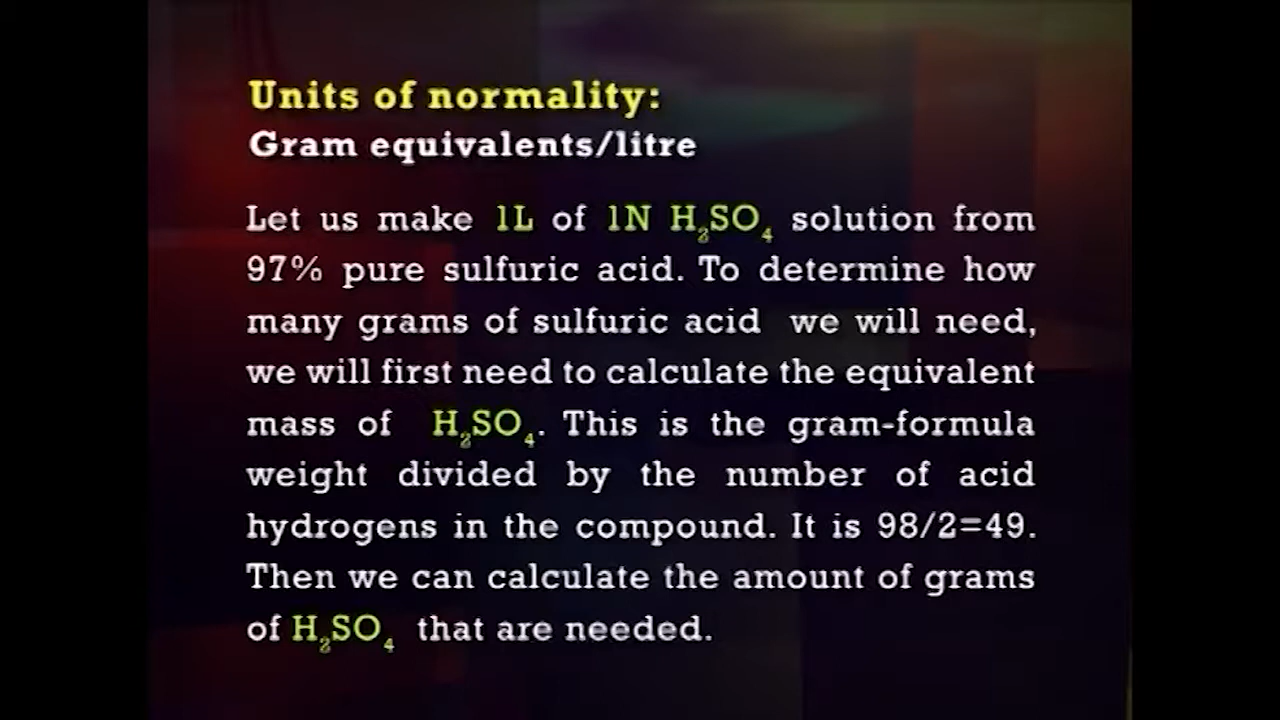 Units of normality:
Gram equivalents/litre
Let us make 1L of 1N H₂SO₄ solution from
97% pure sulfuric acid. To determine how
many grams of sulfuric acid we will need,
we will first need to calculate the equivalent
mass of H₂SO₄. This is the gram-formula
weight divided by the number of acid
hydrogens in the compound. It is 98/2=49.
Then we can calculate the amount of grams
of H₂SO₄ that are needed.